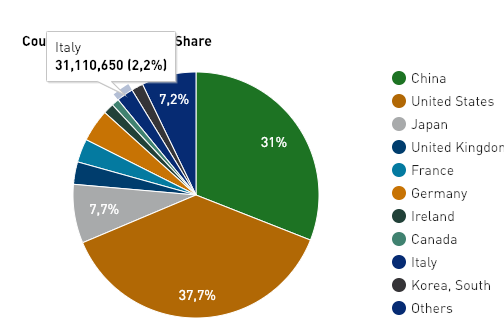 Cou Share
Italy
31,110,650 (2,2%)
7,2%
31%
7,7%
37,7%
China
United States
Japan
United Kingdom
France
Germany
Ireland
Canada
Italy
Korea, South
Others